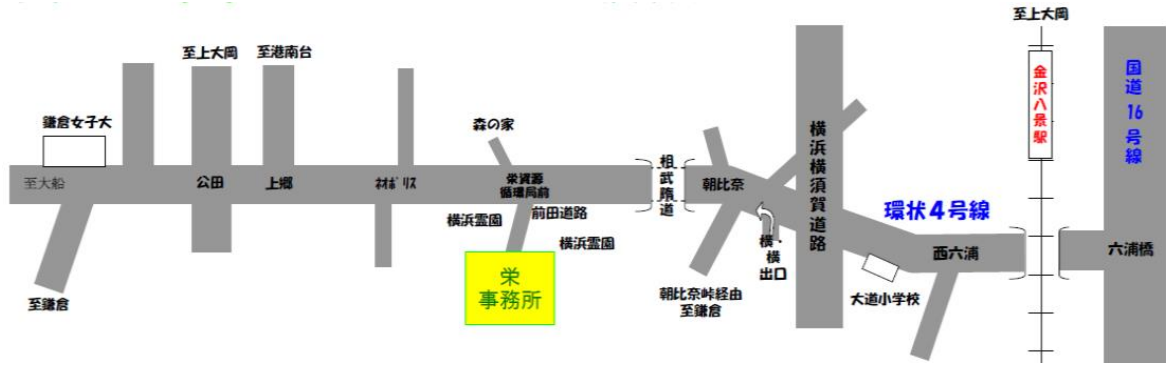 至上大岡
至上大岡
至港南台
金沢八景駅
国道16号線
鎌倉女子大
森の家
横浜横須賀道路
相武隋道
至大船
公田
上郷
ﾈｵﾎﾟﾘｽ
栄資源
循環局前
朝比奈
環状4号線
横浜霊園
前田道路
横浜霊園
横・横
出口
西六浦
六浦橋
栄
事務所
至鎌倉
朝比奈峠経由
至鎌倉
大道小学校